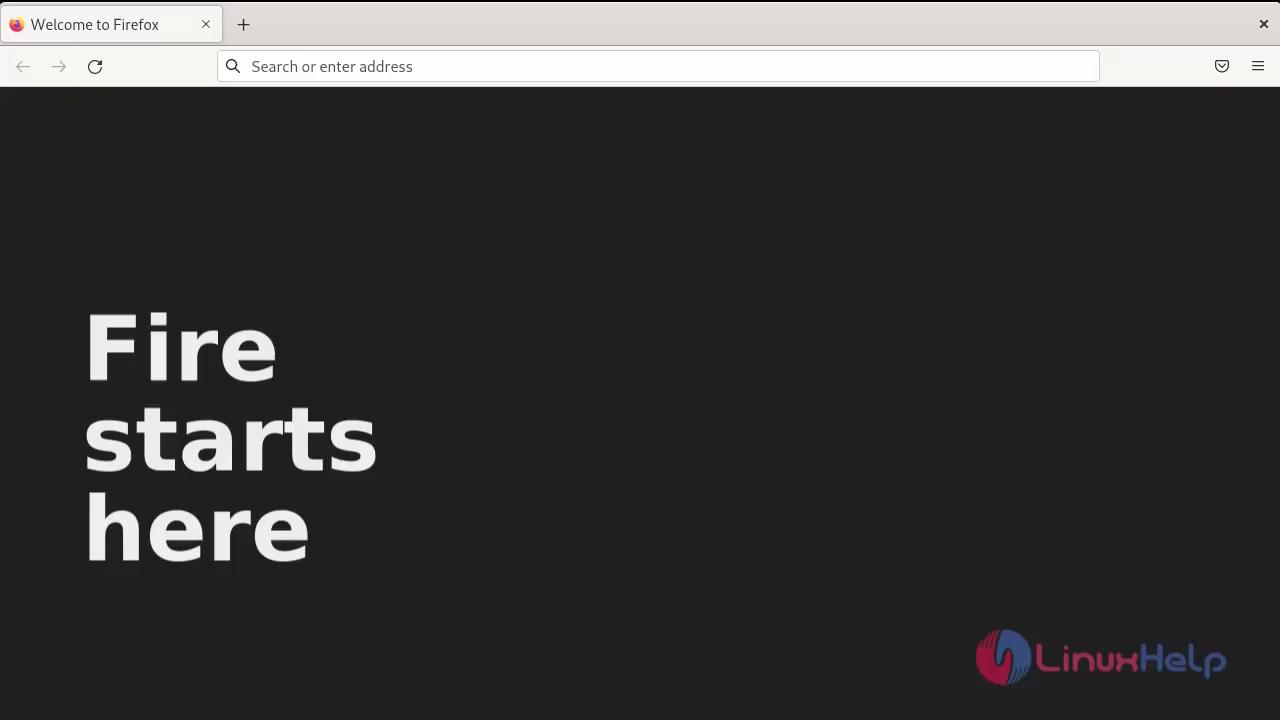 Welcome to Firefox
Search or enter address
Fire
starts
here
LinuxHelp